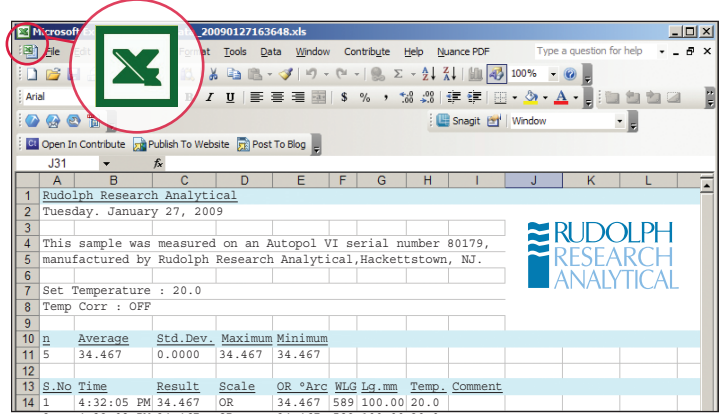 Microsoft 20090127163648.xls
File Format Tools Data Window Contribute Help Nuance PDF Type a question for help
100%
Arial B I U $ % ,
Snagit Window
Open In Contribute Publish To Website Post To Blog
J31 fx
A B C D E F G H I J K L
1 Rudolph Research Analytical
2 Tuesday. January 27, 2009
3
4 This sample was measured on an Autopol VI serial number 80179,
5 manufactured by Rudolph Research Analytical,Hackettstown, NJ.
6
7 Set Temperature : 20.0
8 Temp Corr : OFF
9
RUDOLPH
RESEARCH
ANALYTICAL
10 n Average Std.Dev. Maximum Minimum
11 5 34.467 0.0000 34.467 34.467
12
13 S.No Time Result Scale OR °Arc WLG Lg.mm Temp. Comment
14 1 4:32:05 PM 34.467 OR 34.467 589 100.00 20.0